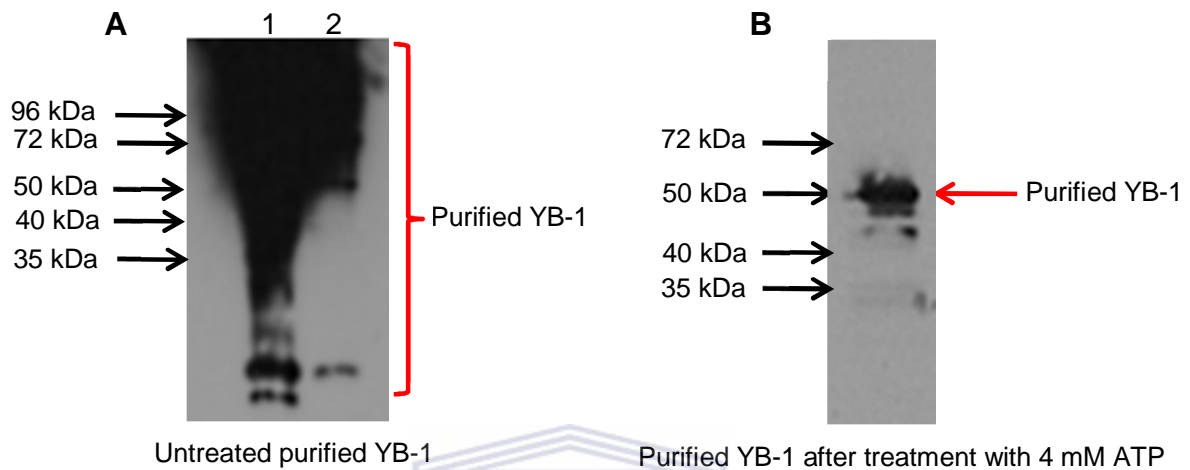 A
1 2
96 kDa
72 kDa
50 kDa
40 kDa
35 kDa
Purified YB-1
Untreated purified YB-1
B
72 kDa
50 kDa
40 kDa
35 kDa
Purified YB-1
Purified YB-1 after treatment with 4 mM ATP